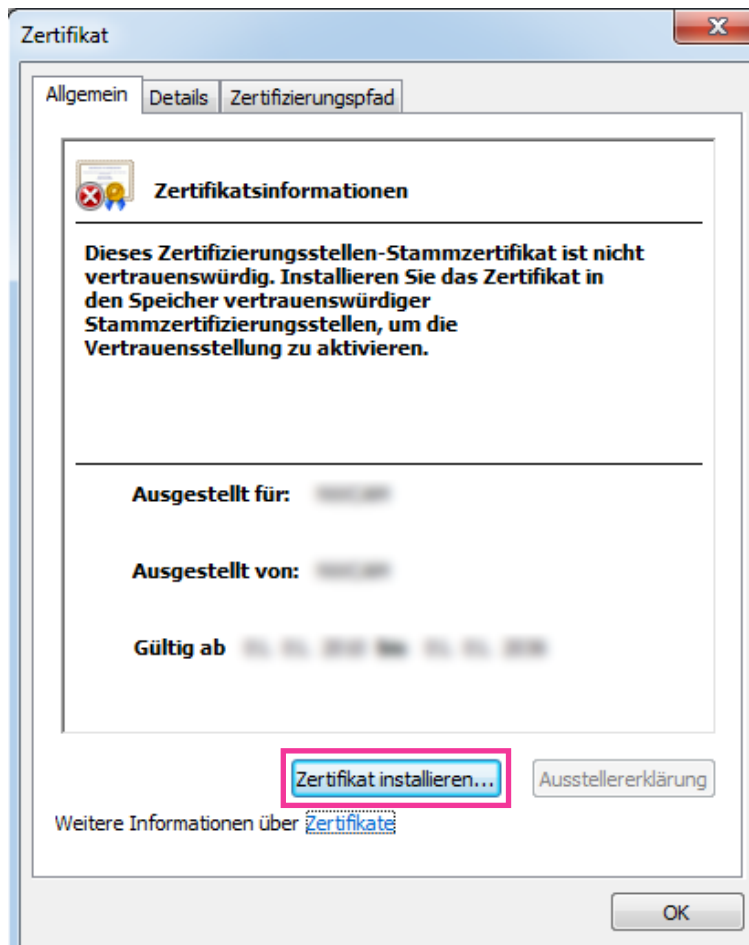 Zertifikat
Allgemein Details Zertifizierungspfad
Zertifikatsinformationen
Dieses Zertifizierungsstellen-Stammzertifikat ist nicht
vertrauenswürdig. Installieren Sie das Zertifikat in
den Speicher vertrauenswürdiger
Stammzertifizierungsstellen, um die
Vertrauensstellung zu aktivieren.
Ausgestellt für:
Ausgestellt von:
Gültig ab
Zertifikat installieren... Ausstellererklärung
Weitere Informationen über Zertifikate
OK